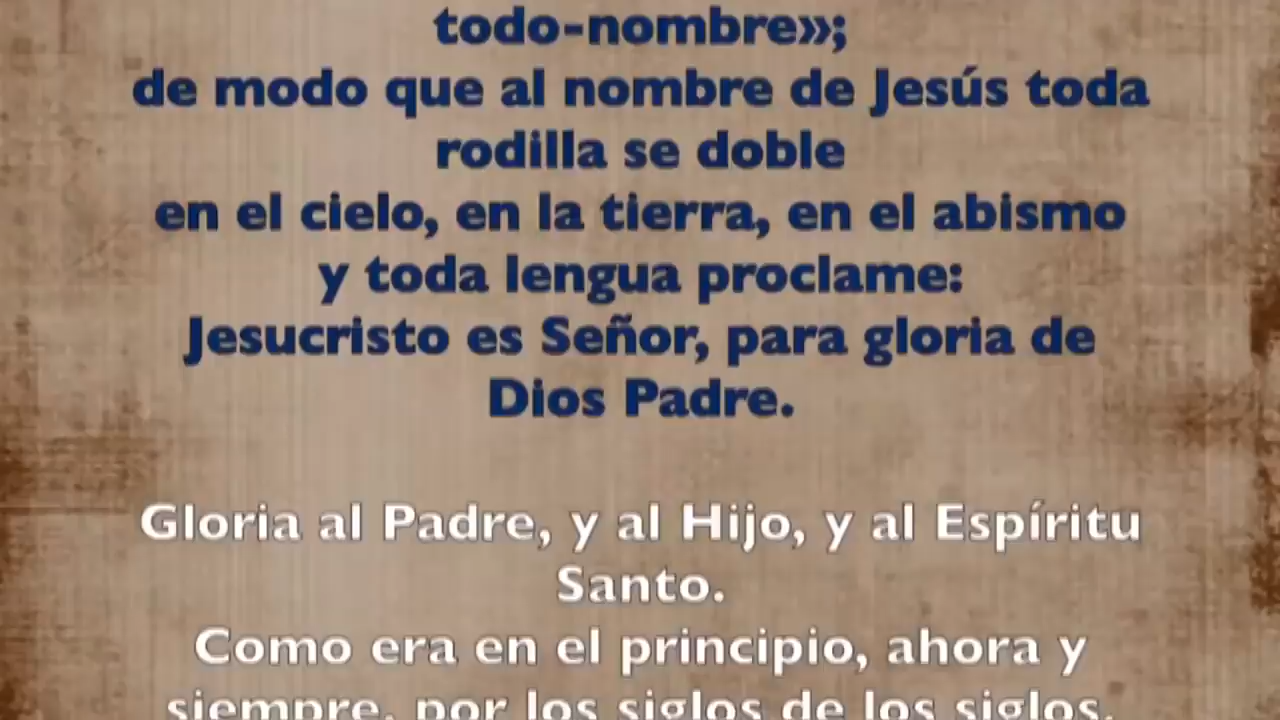 todo-nombre»;
de modo que al nombre de Jesús toda
rodilla se doble
en el cielo, en la tierra, en el abismo
y toda lengua proclame:
Jesucristo es Señor, para gloria de
Dios Padre.
Gloria al Padre, y al Hijo, y al Espíritu
Santo.
Como era en el principio, ahora y
siempre, por los siglos de los siglos.